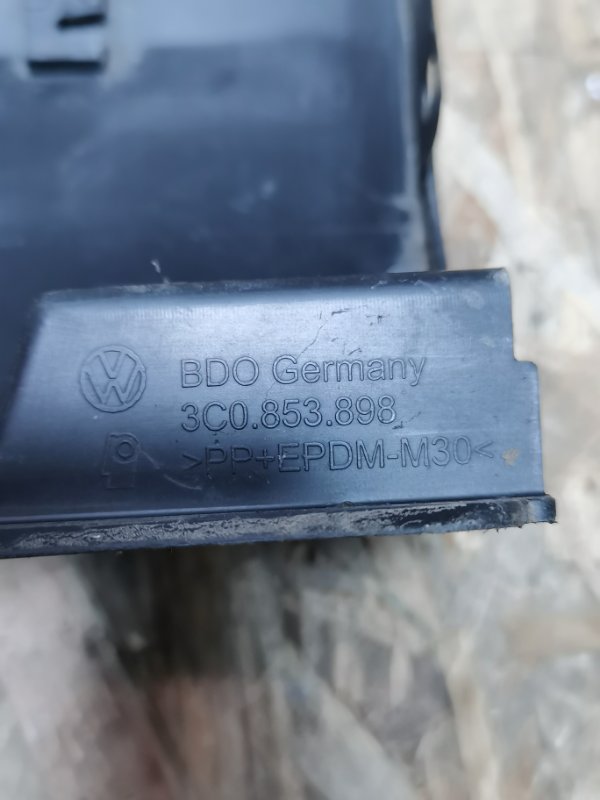 BDO Germany
3C0.853.898
>PP+EPDM-M30<